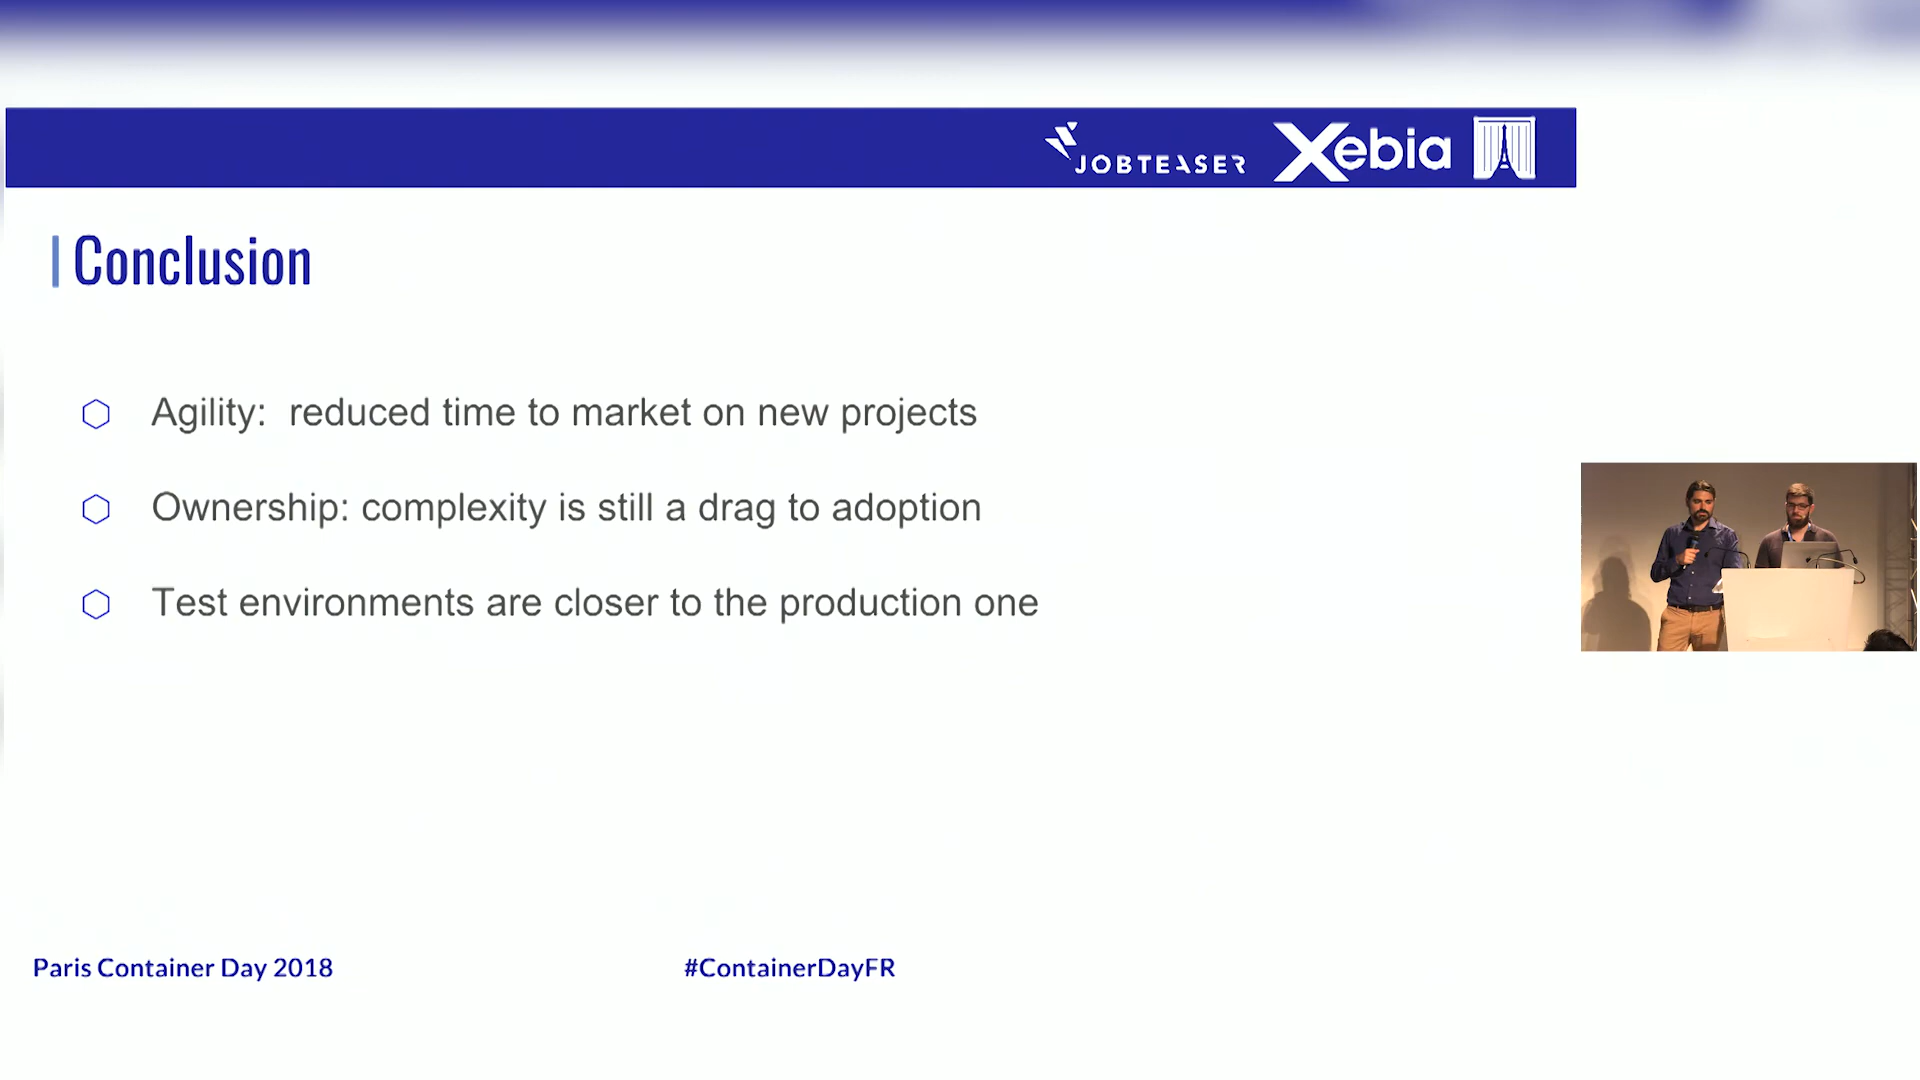 JOBTEASER Xebia
Conclusion
Agility: reduced time to market on new projects
Ownership: complexity is still a drag to adoption
Test environments are closer to the production one
Paris Container Day 2018 #ContainerDayFR